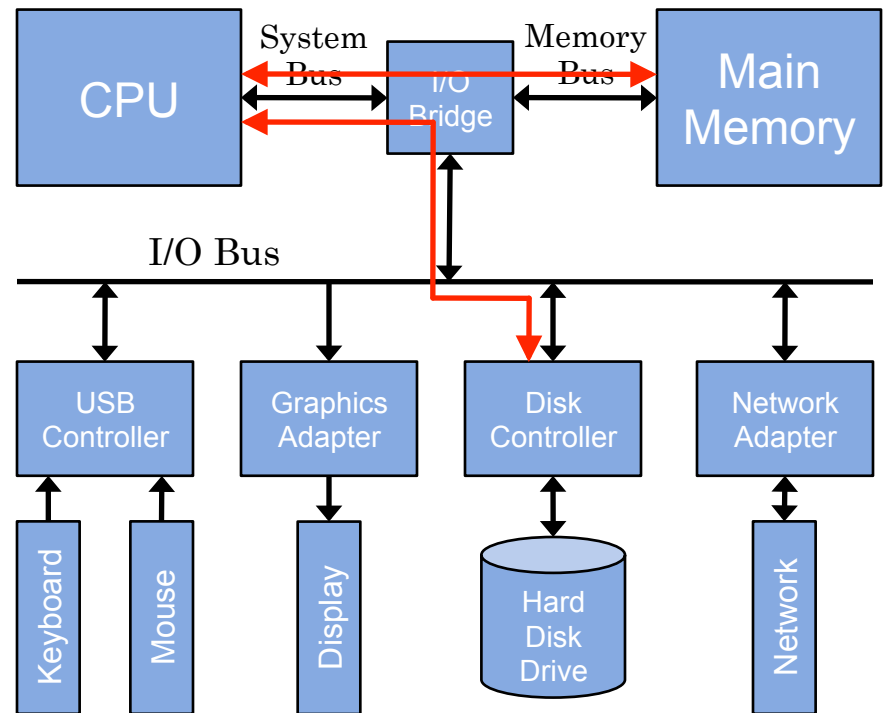 CPU
System
Bus
I/O
Bridge
Memory
Bus
Main
Memory
I/O Bus
USB
Controller
Graphics
Adapter
Disk
Controller
Network
Adapter
Keyboard
Mouse
Display
Hard
Disk
Drive
Network